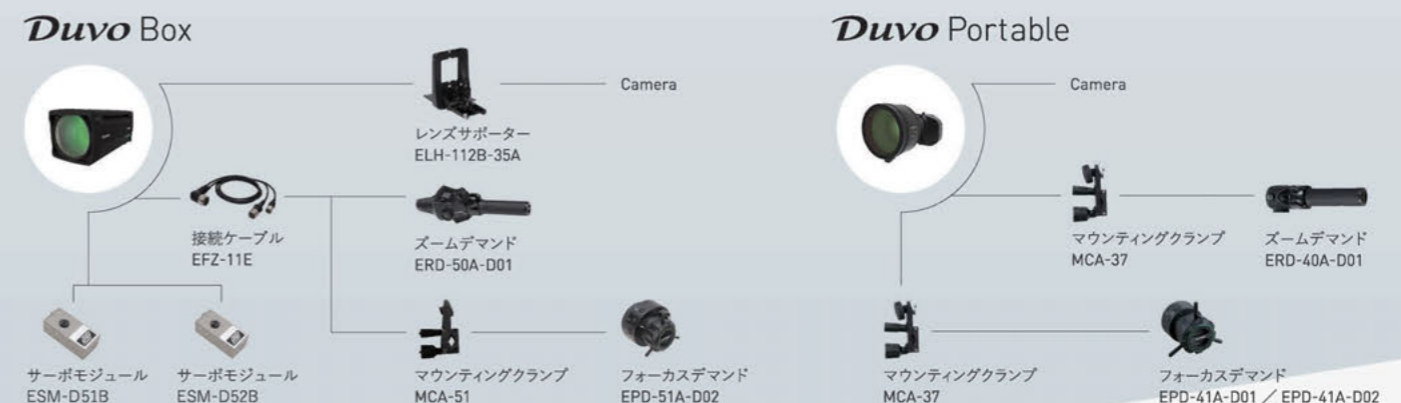 Duvo Box
Camera
レンズサポーター
ELH-112B-35A
接続ケーブル
EFZ-11E
ズームデマンド
ERD-50A-D01
サーボモジュール
ESM-D51B
サーボモジュール
ESM-D52B
マウンティングクランプ
MCA-51
フォーカスデマンド
EPD-51A-D02
Duvo Portable
Camera
マウンティングクランプ
MCA-37
ズームデマンド
ERD-40A-D01
マウンティングクランプ
MCA-37
フォーカスデマンド
EPD-41A-D01 / EPD-41A-D02